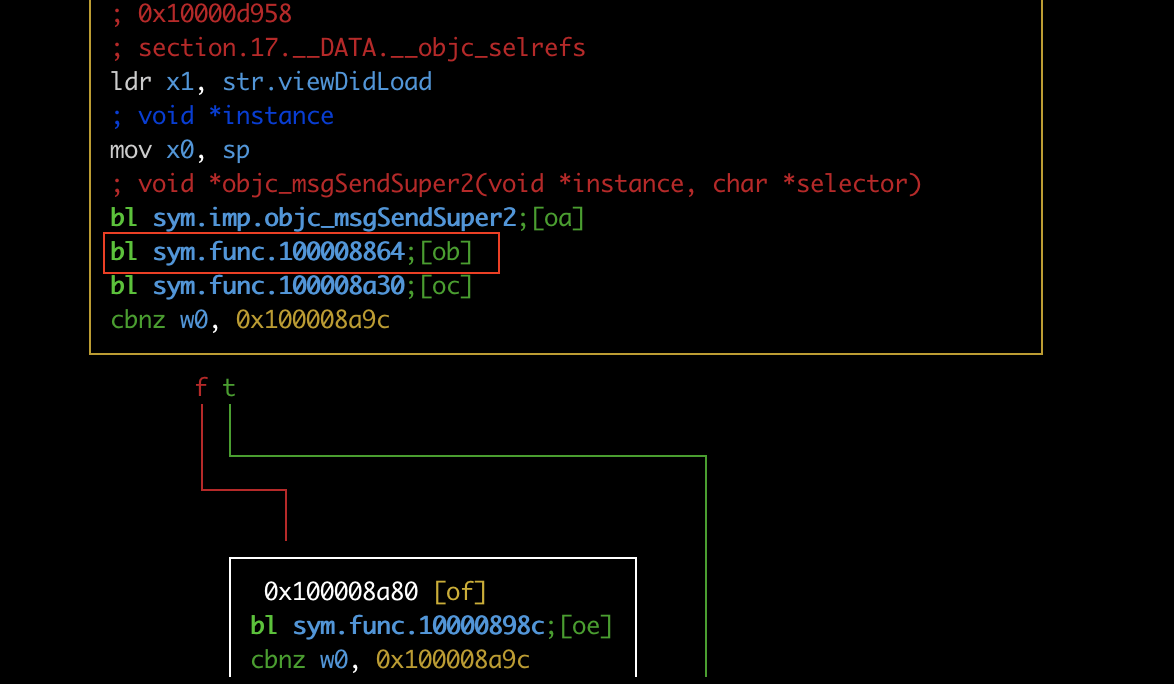 ; 0x10000d958
; section.17.__DATA.__objc_selrefs
ldr x1, str.viewDidLoad
; void *instance
mov x0, sp
; void *objc_msgSendSuper2(void *instance, char *selector)
bl sym.imp.objc_msgSendSuper2;[oa]
bl sym.func.100008864;[ob]
bl sym.func.100008a30;[oc]
cbnz w0, 0x100008a9c
f t
0x100008a80 [of]
bl sym.func.10000898c;[oe]
cbnz w0, 0x100008a9c